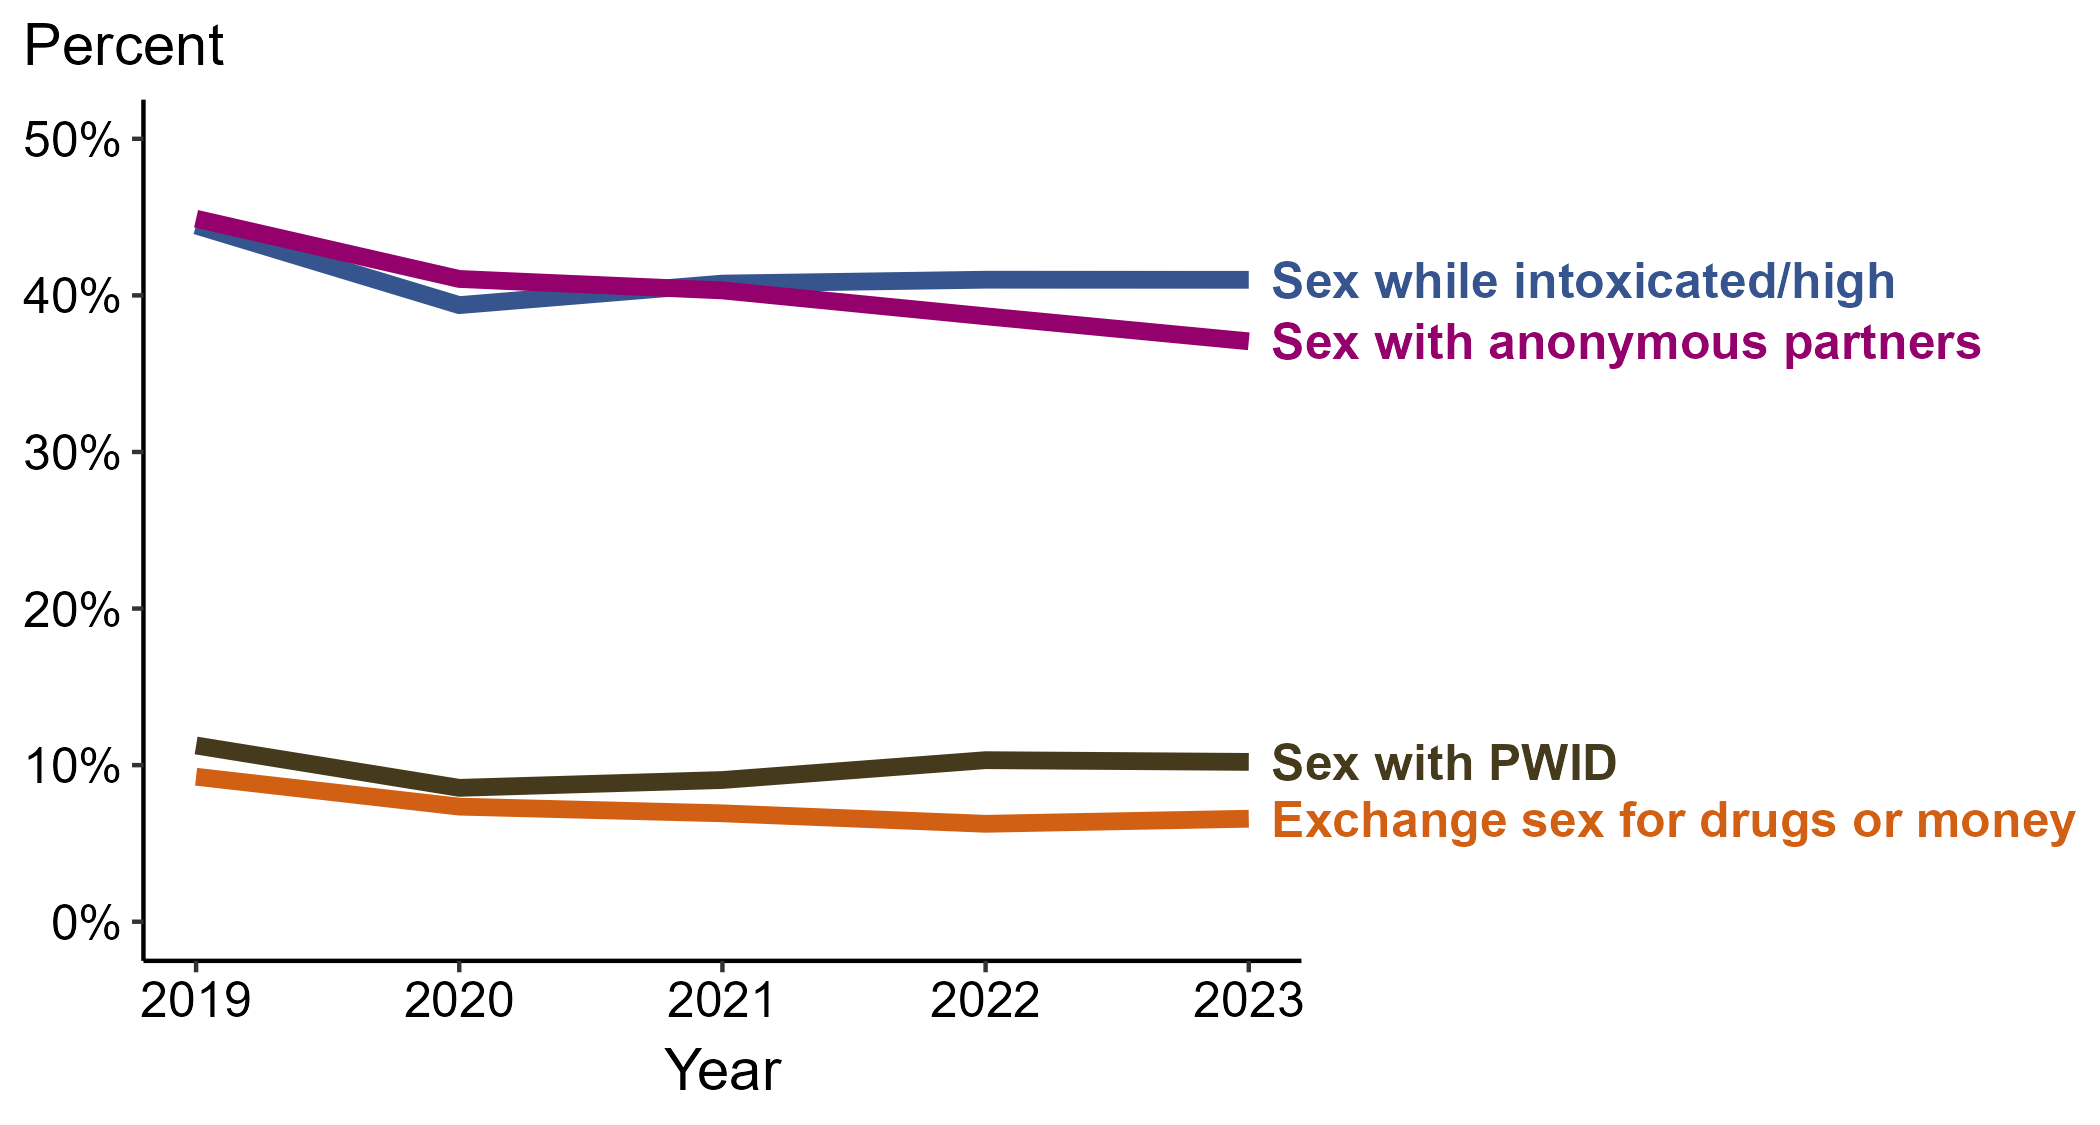 Percent
50%
40%
30%
20%
10%
0%
Sex while intoxicated/high
Sex with anonymous partners
Sex with PWID
Exchange sex for drugs or money
2019 2020 2021 2022 2023
Year